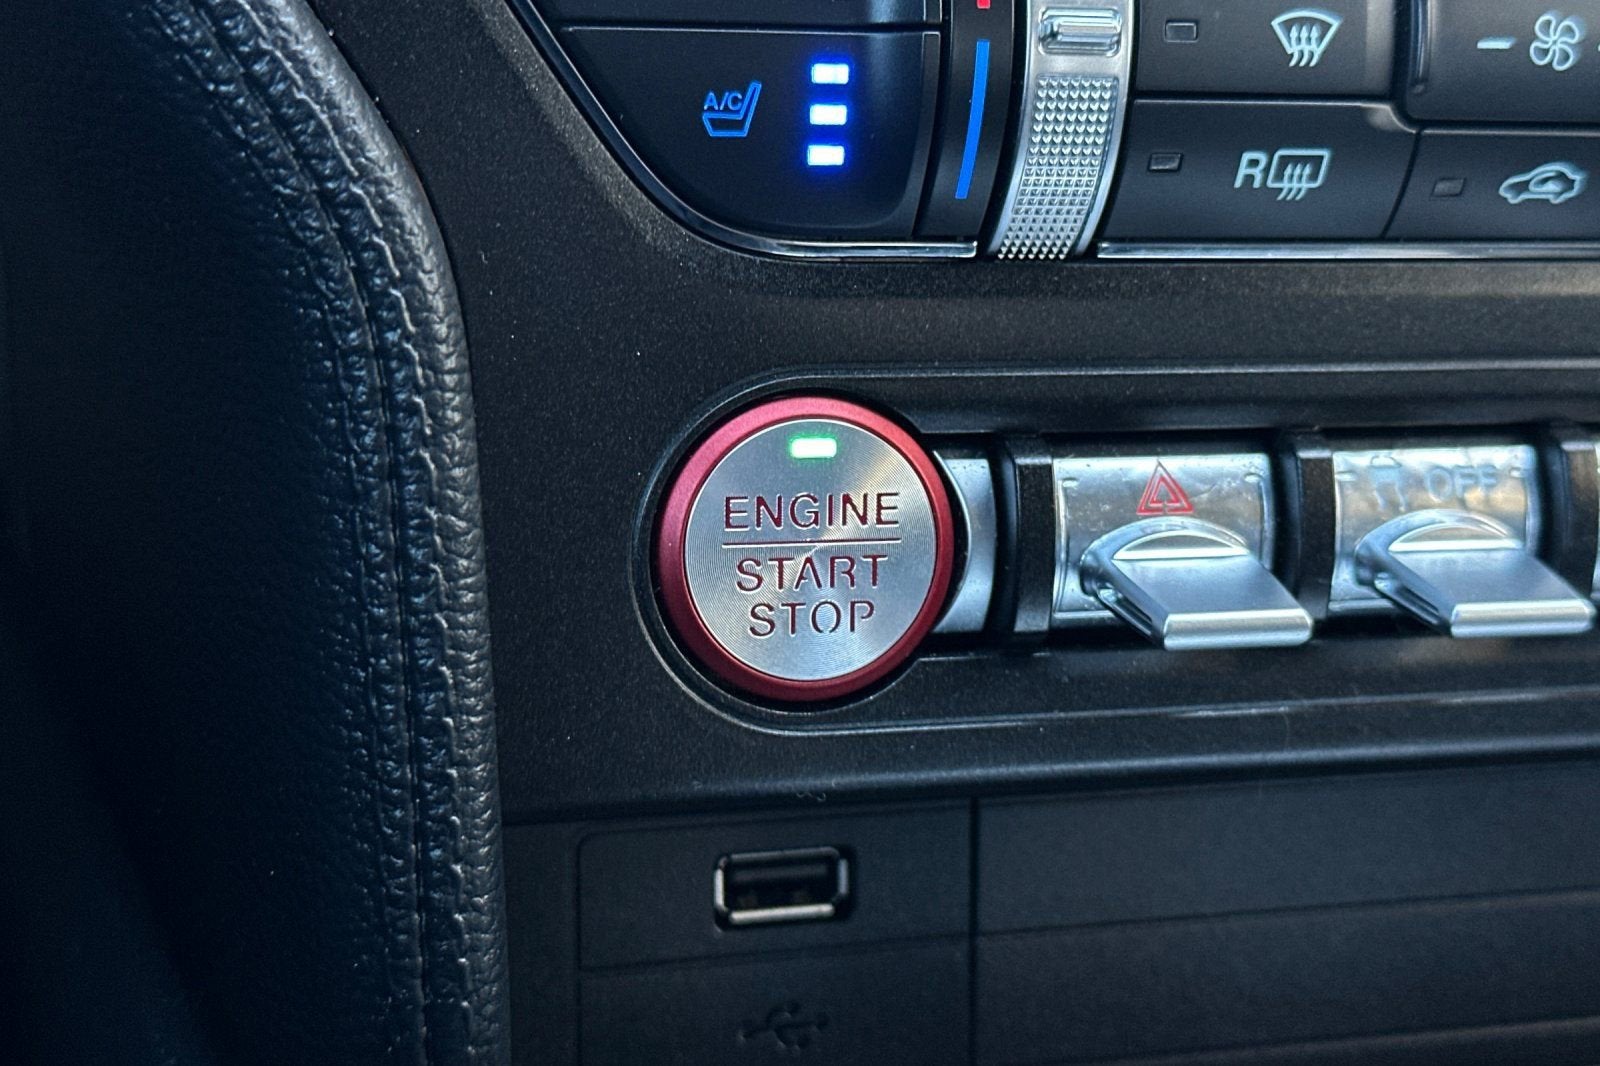 A/C
R
ENGINE
START
STOP
OFF